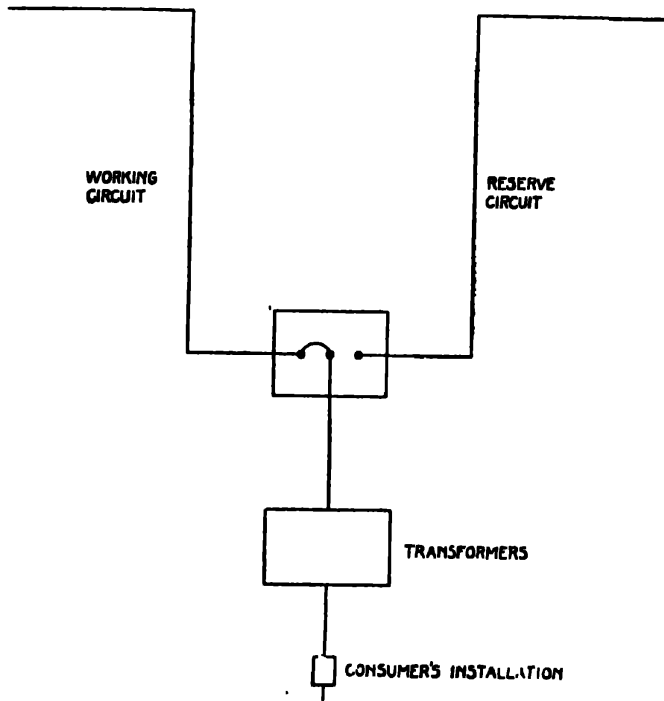 WORKING
CIRCUIT
RESERVE
CIRCUIT
TRANSFORMERS
CONSUMER'S INSTALLATION